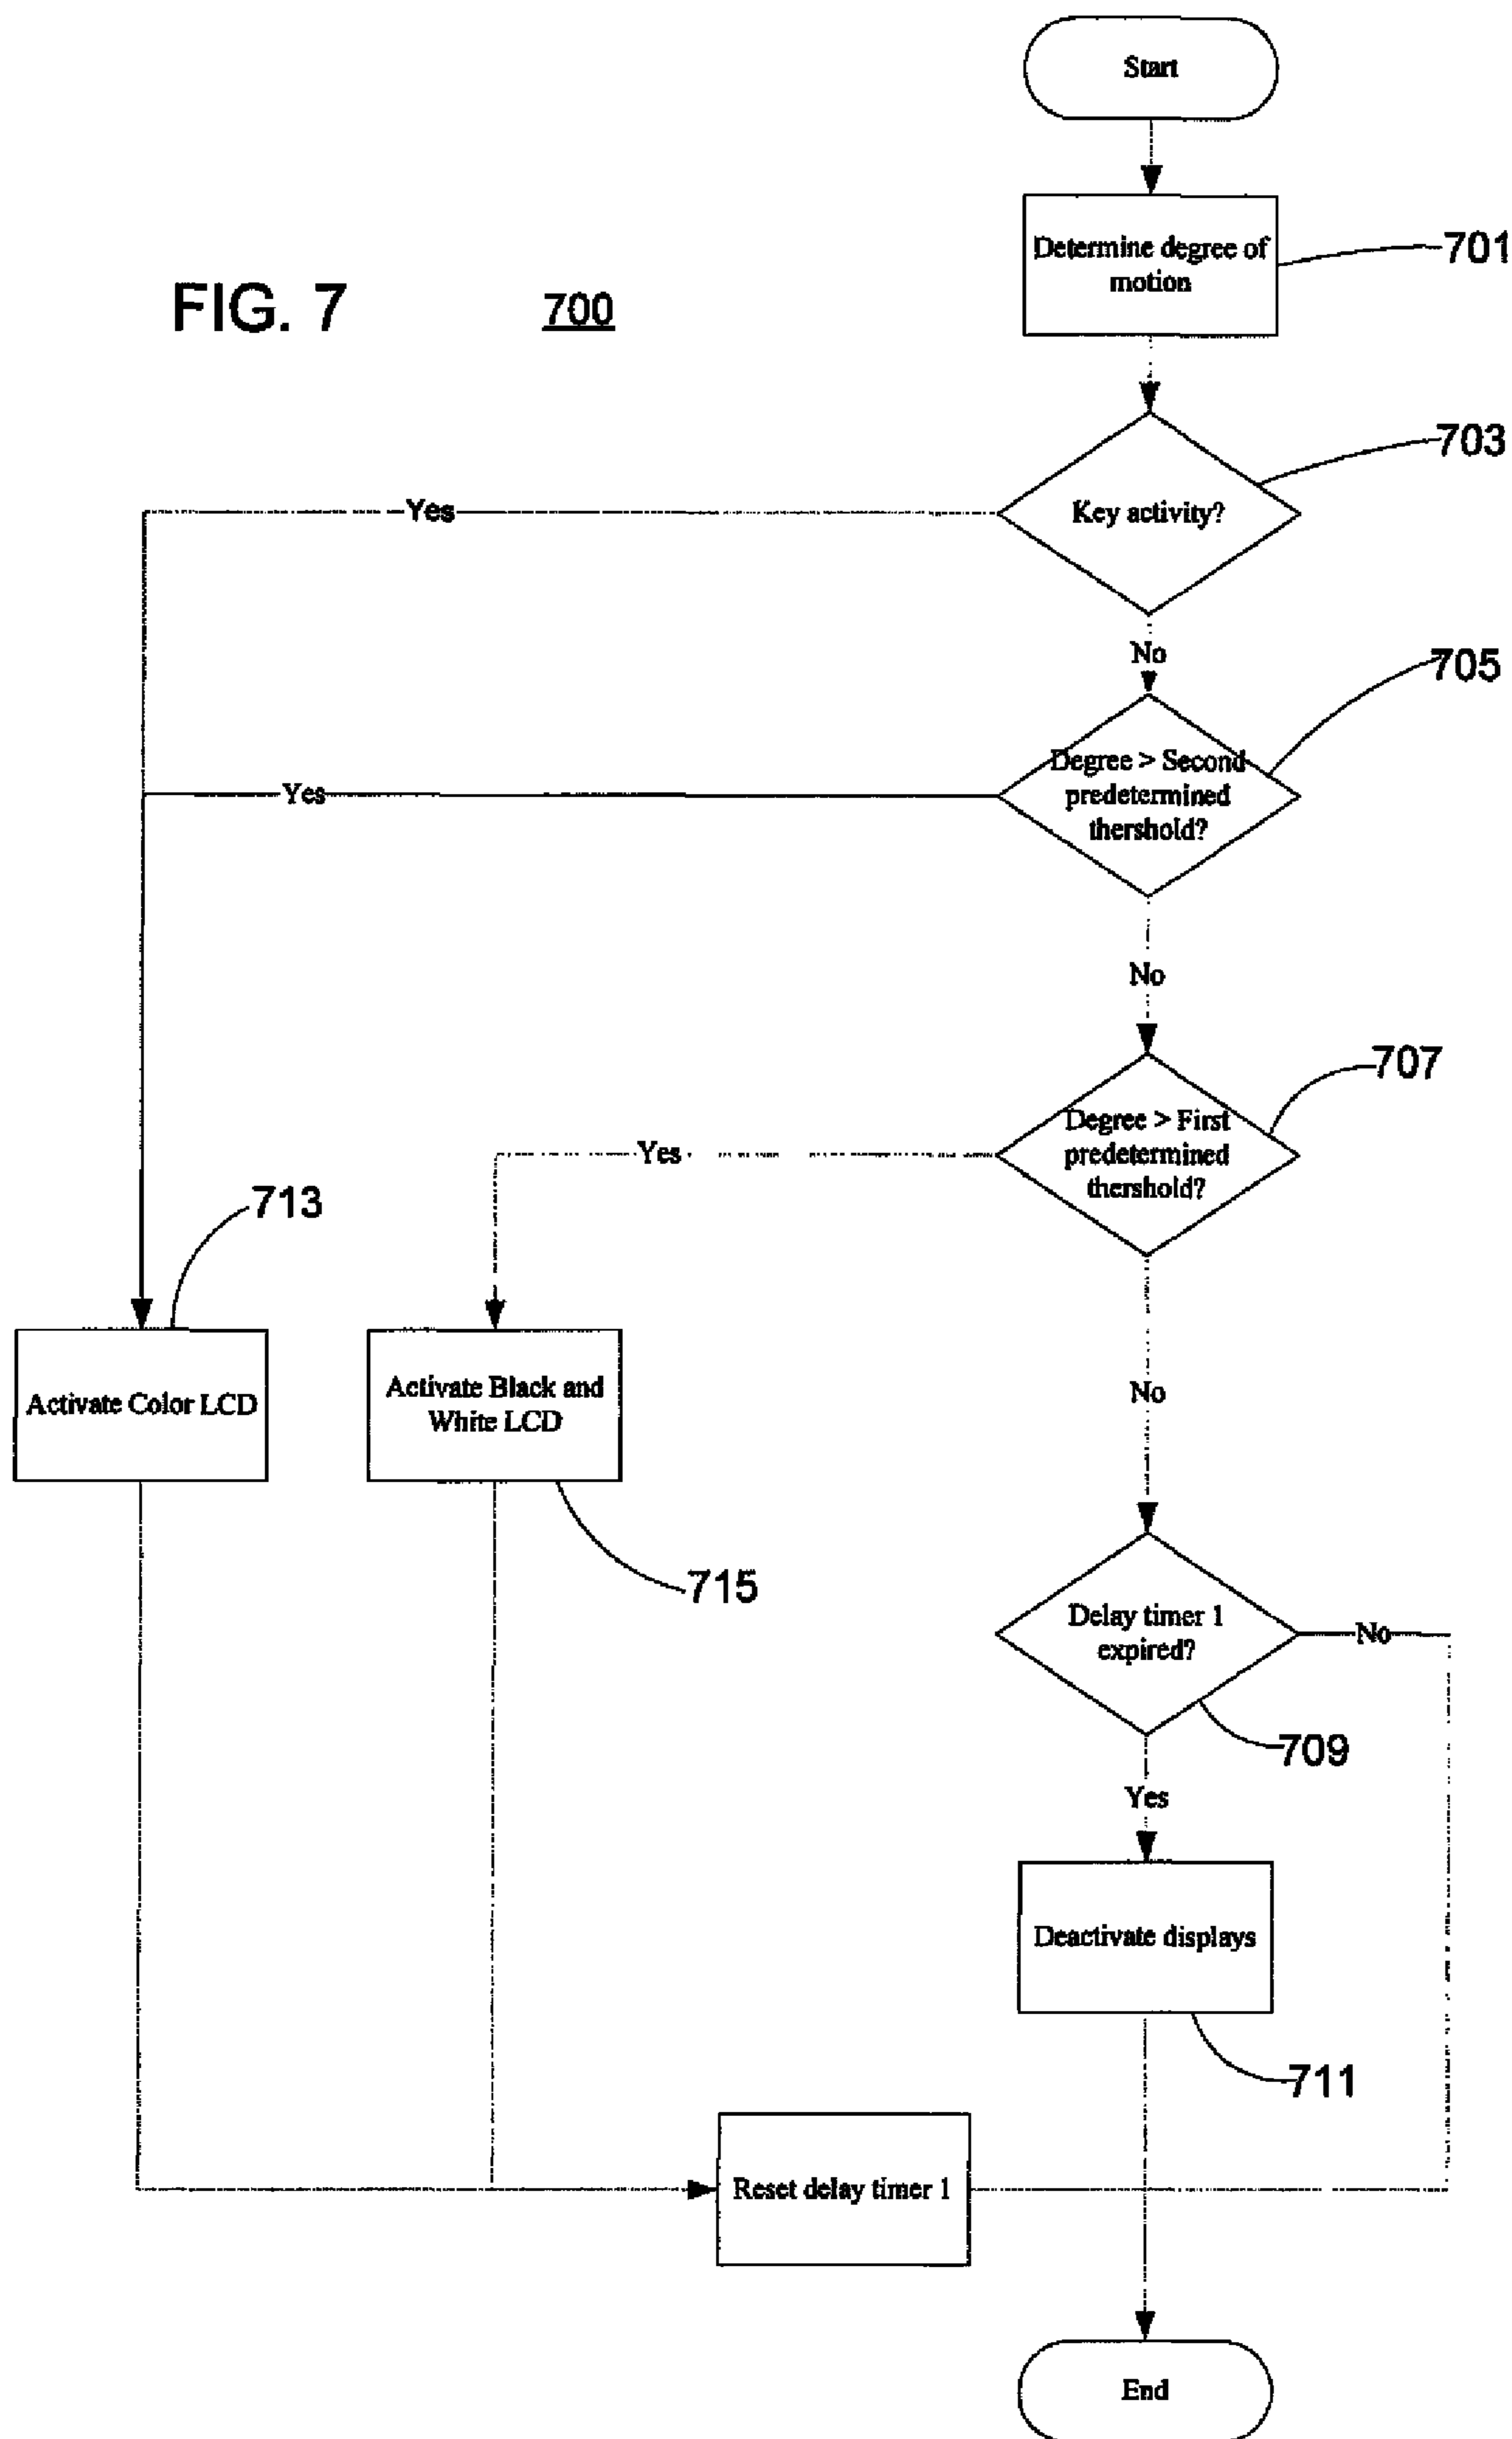 Start
Determine degree of
motion
701
FIG. 7
700
703
Key activity?
Yes
No
705
Degree > Second
predetermined
thershold?
Yes
No
707
Degree > First
predetermined
thershold?
Yes
713
715
Activate Color LCD
Activate Black and
White LCD
No
Delay timer 1
expired?
No
709
Yes
Deactivate displays
711
Reset delay timer 1
End